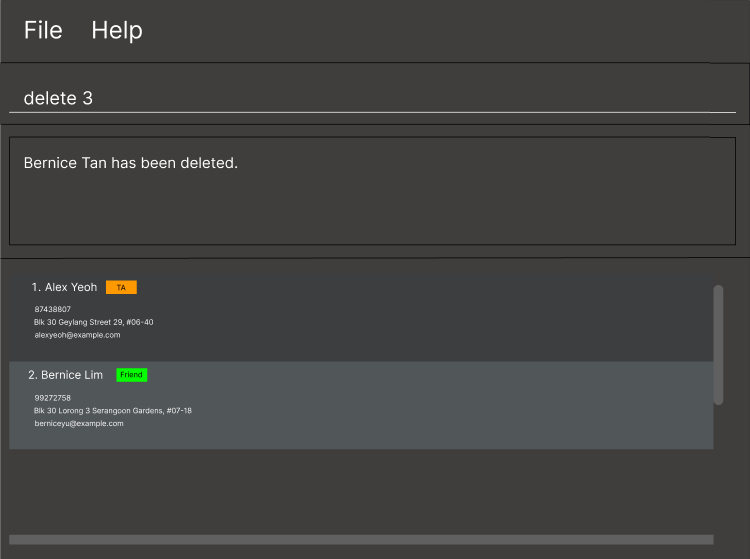 File Help
delete 3
Bernice Tan has been deleted.
1. Alex Yeoh TA
87438807
Blk 30 Geylang Street 29, #06-40
alexyeoh@example.com
2. Bernice Lim Friend
99272758
Blk 30 Lorong 3 Serangoon Gardens, #07-18
berniceyu@example.com